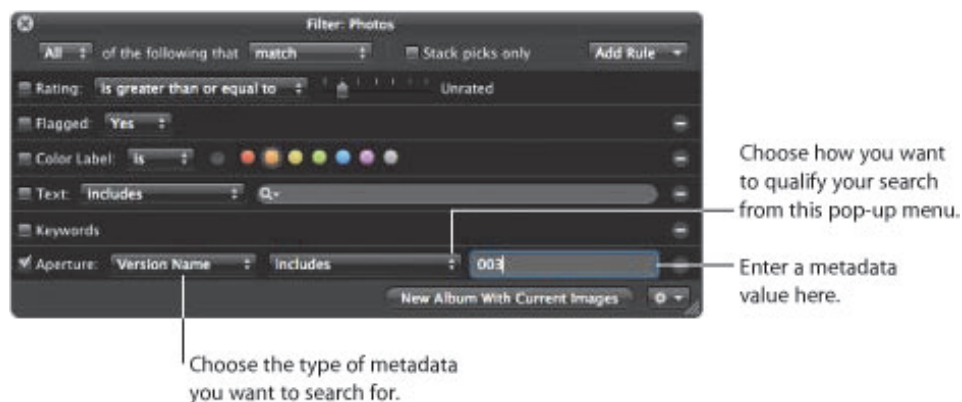 Filter: Photos
All of the following that match Stack picks only Add Rule
Rating: is greater than or equal to Unrated
Flagged: Yes
Color Label: is
Text: includes
Keywords
Aperture: Version Name includes 003
New Album With Current Images
Choose how you want
to qualify your search
from this pop-up menu.
Enter a metadata
value here.
Choose the type of metadata
you want to search for.